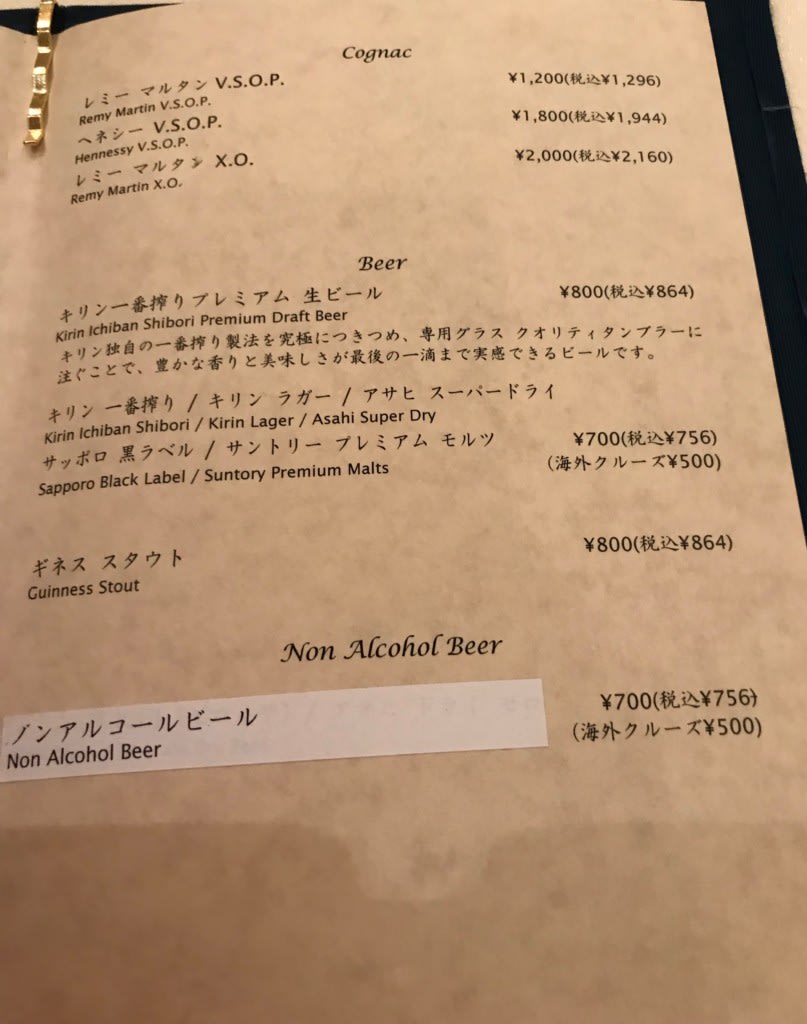 Cognac
レミー マルタン V.S.O.P. ¥1,200(税込¥1,296)
Remy Martin V.S.O.P.
ヘネシー V.S.O.P. ¥1,800(税込¥1,944)
Hennessy V.S.O.P.
レミー マルタン X.O. ¥2,000(税込¥2,160)
Remy Martin X.O.
Beer
キリン一番搾りプレミアム 生ビール ¥800(税込¥864)
Kirin Ichiban Shibori Premium Draft Beer
キリン独自の一番搾り製法を究極につきつめ、専用グラス クオリティタンブラーに
注ぐことで、豊かな香りと美味しさが最後の一滴まで実感できるビールです。
キリン 一番搾り / キリン ラガー / アサヒ スーパードライ
Kirin Ichiban Shibori / Kirin Lager / Asahi Super Dry
サッポロ 黒ラベル / サントリー プレミアム モルツ ¥700(税込¥756)
Sapporo Black Label / Suntory Premium Malts (海外クルーズ¥500)
ギネス スタウト ¥800(税込¥864)
Guinness Stout
Non Alcohol Beer
ノンアルコールビール ¥700(税込¥756)
Non Alcohol Beer (海外クルーズ¥500)